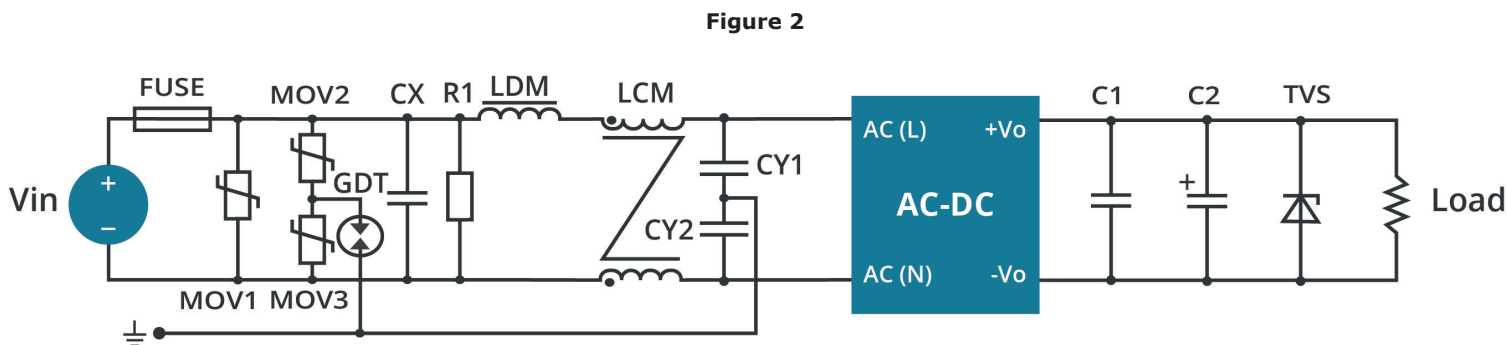 Figure 2
FUSE
MOV2
CX
R1
LDM
LCM
C1
C2
TVS
AC (L)
+Vo
GDT
CY1
+
Vin
+
−
AC-DC
Load
CY2
AC (N)
-Vo
MOV1
MOV3